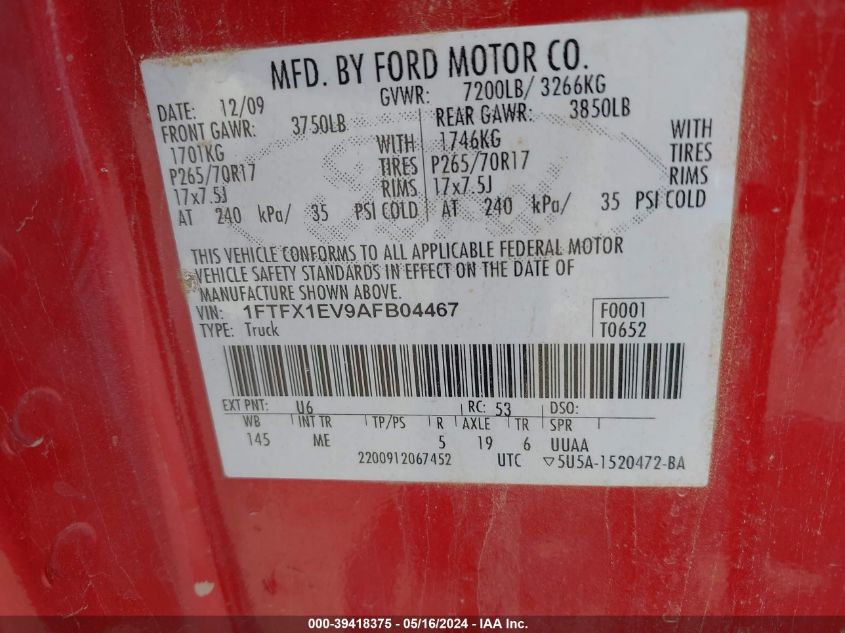 MFD. BY FORD MOTOR CO.
DATE: 12/09 GVWR: 7200LB/ 3266KG
FRONT GAWR: 3750LB REAR GAWR: 3850LB
1701KG WITH 1746KG WITH
P265/70R17 TIRES P265/70R17 TIRES
17x7.5J RIMS 17x7.5J RIMS
AT 240 kPa/ 35 PSI COLD AT 240 kPa/ 35 PSI COLD
THIS VEHICLE CONFORMS TO ALL APPLICABLE FEDERAL MOTOR
VEHICLE SAFETY STANDARDS IN EFFECT ON THE DATE OF
MANUFACTURE SHOWN ABOVE.
VIN: 1FTFX1EV9AFB04467 F0001
TYPE: Truck T0652
EXT PNT: U6 RC: 53 DSO:
WB INT TR TP/PS R AXLE TR SPR
145 ME 5 19 6 UUAA
2200912067452 UTC ▽5U5A-1520472-BA
000-39418375 - 05/16/2024 - IAA Inc.